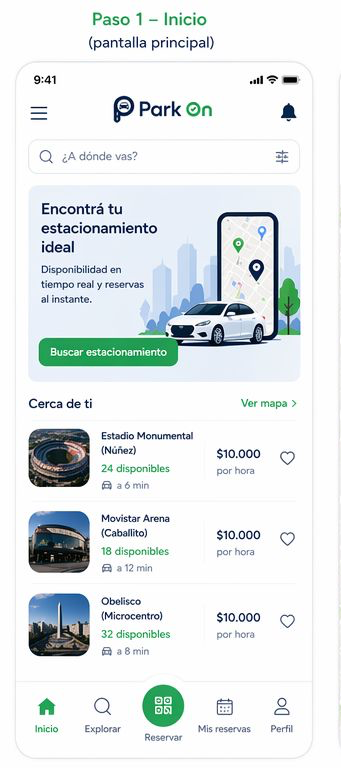 Paso 1 – Inicio
(pantalla principal)
9:41
Park On
¿A dónde vas?
Encontrá tu
estacionamiento
ideal
Disponibilidad en
tiempo real y reservas
al instante.
Buscar estacionamiento
Cerca de ti
Ver mapa >
Estadio Monumental
(Núñez)
24 disponibles
a 6 min
$10.000
por hora
Movistar Arena
(Caballito)
18 disponibles
a 12 min
$10.000
por hora
Obelisco
(Microcentro)
32 disponibles
a 8 min
$10.000
por hora
Inicio
Explorar
Reservar
Mis reservas
Perfil